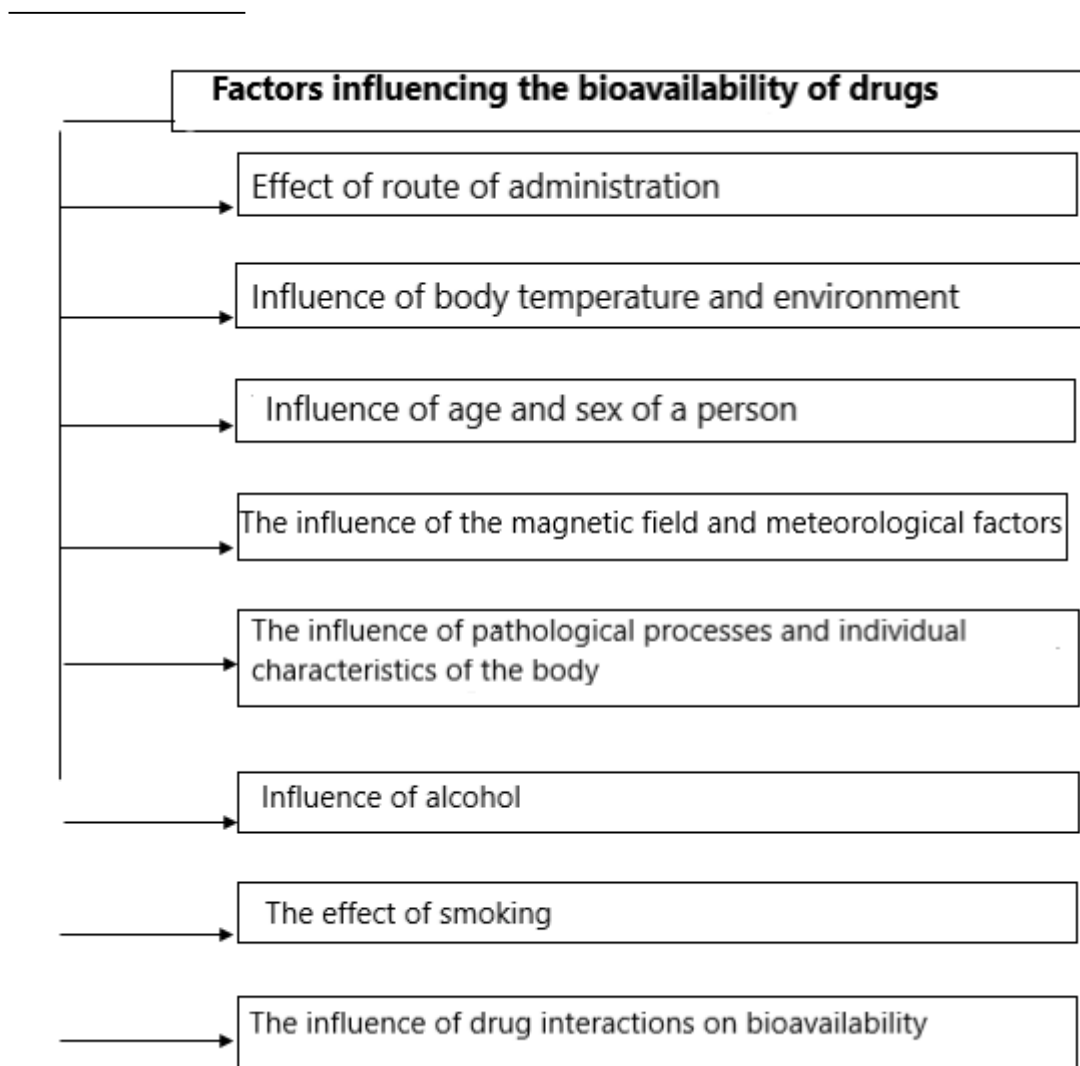 Factors influencing the bioavailability of drugs
Effect of route of administration
Influence of body temperature and environment
Influence of age and sex of a person
The influence of the magnetic field and meteorological factors
The influence of pathological processes and individual
characteristics of the body
Influence of alcohol
The effect of smoking
The influence of drug interactions on bioavailability